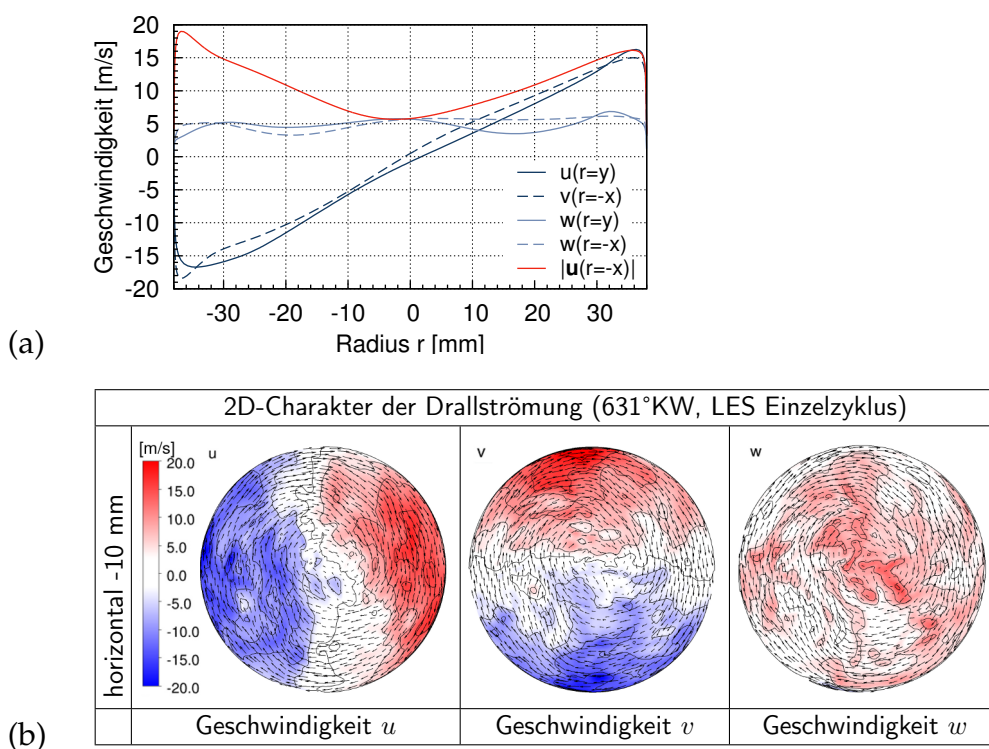 20
15
10
5
0
-5
-10
-15
-20
Geschwindigkeit [m/s]
-30 -20 -10 0 10 20 30
Radius r [mm]
u(r=y)
v(r=-x)
w(r=y)
w(r=-x)
|u(r=-x)|
(a)
2D-Charakter der Drallströmung (631°KW, LES Einzelzyklus)
horizontal -10 mm
[m/s]
20.0
15.0
10.0
5.0
0.0
-5.0
-10.0
-15.0
-20.0
u
v
w
Geschwindigkeit u
Geschwindigkeit v
Geschwindigkeit w
(b)